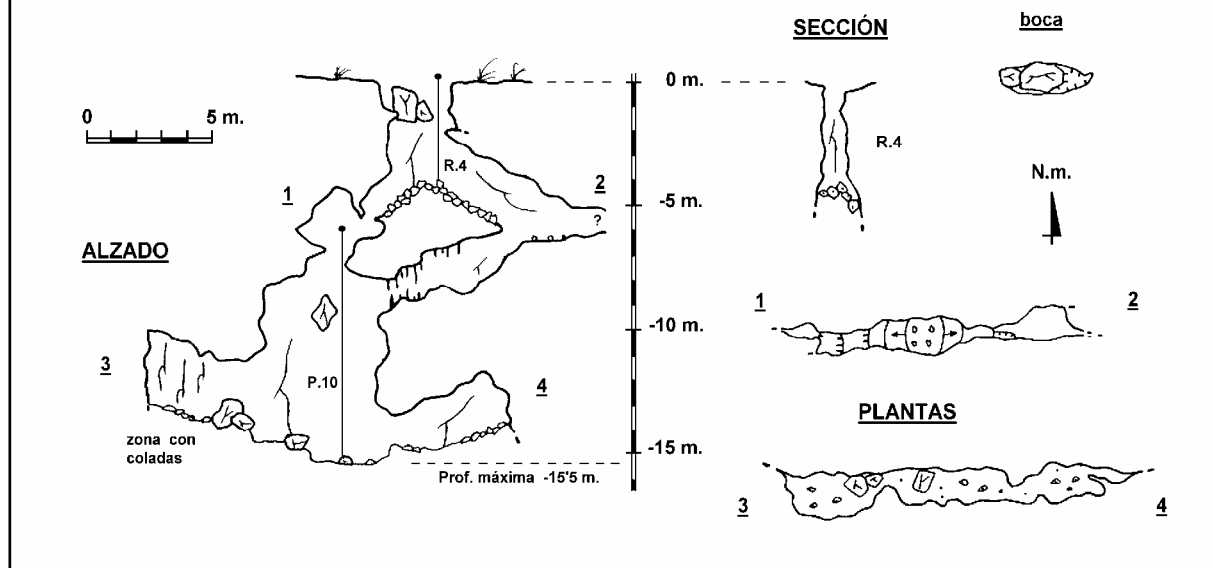 SECCIÓN
boca
0 m.
0 5 m.
R.4
R.4
1
2
N.m.
-5 m.
?
ALZADO
1
2
-10 m.
3
P.10
4
PLANTAS
zona con
coladas
-15 m.
Prof. máxima -15'5 m.
3
4